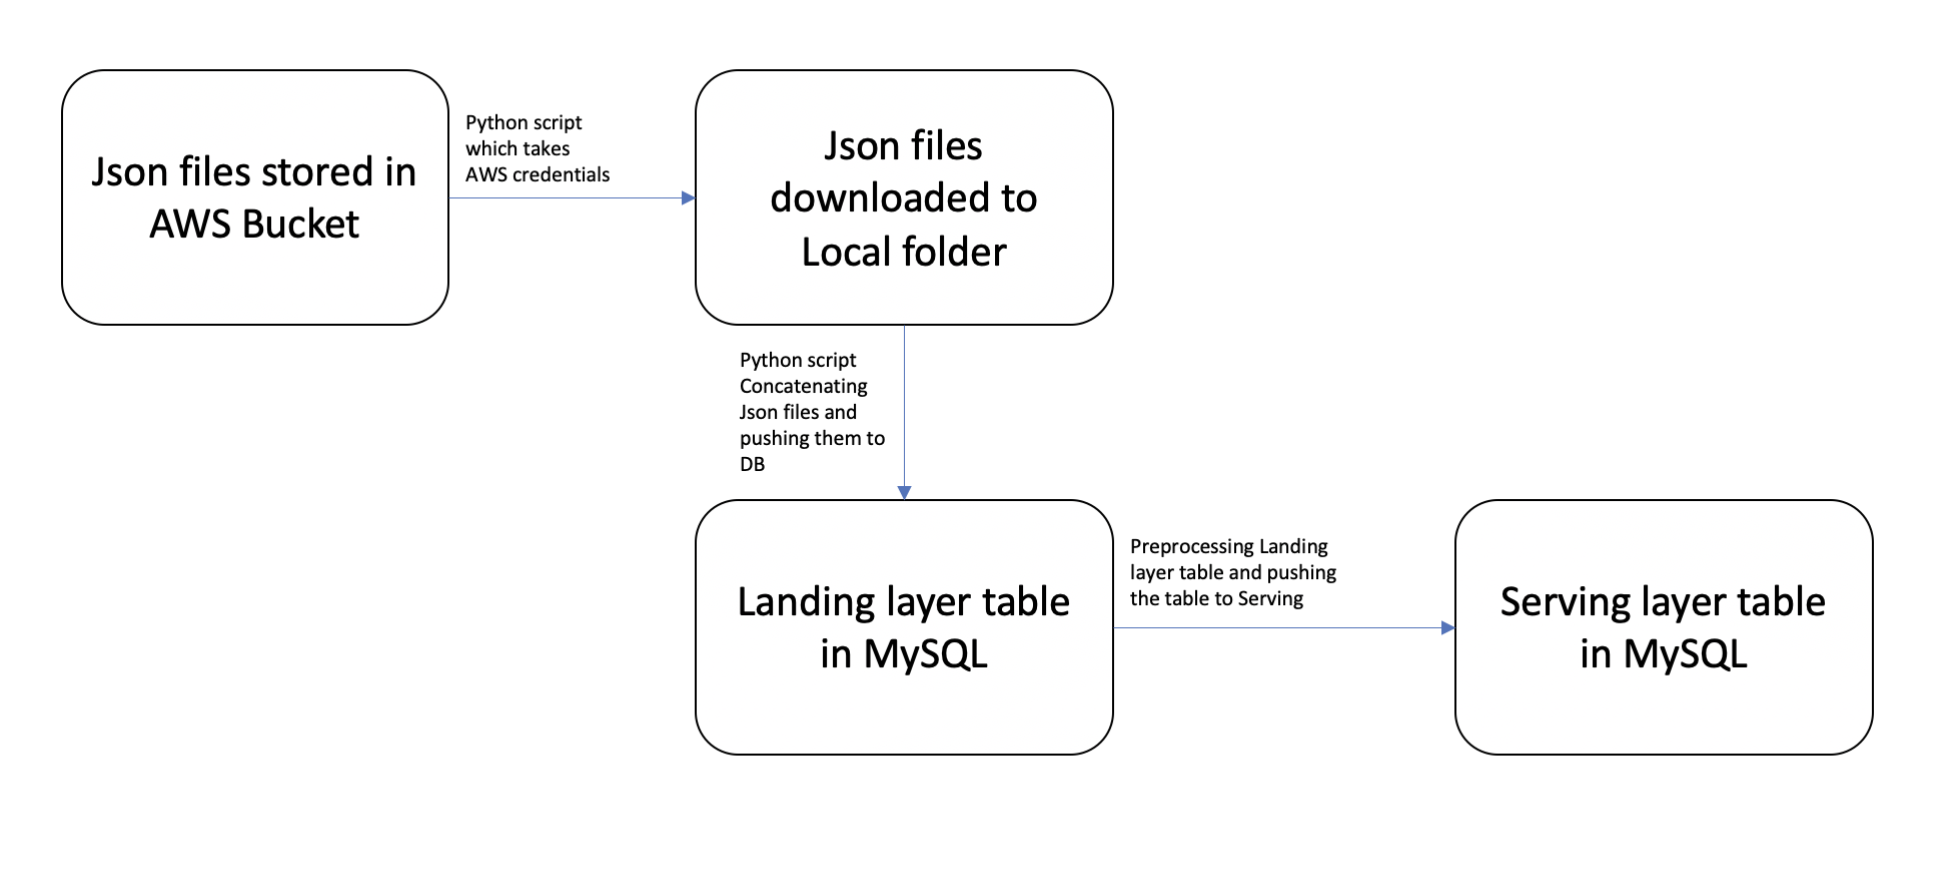 Json files stored in
AWS Bucket
Python script
which takes
AWS credentials
Json files
downloaded to
Local folder
Python script
Concatenating
Json files and
pushing them to
DB
Landing layer table
in MySQL
Preprocessing Landing
layer table and pushing
the table to Serving
Serving layer table
in MySQL